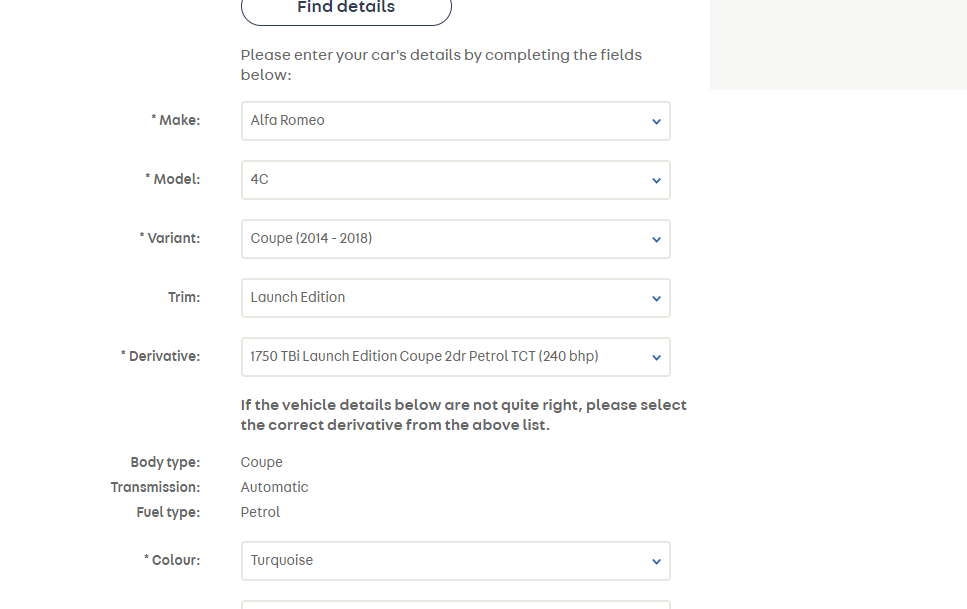 Find details
Please enter your car's details by completing the fields
below:
* Make: Alfa Romeo
* Model: 4C
* Variant: Coupe (2014 - 2018)
Trim: Launch Edition
* Derivative: 1750 TBi Launch Edition Coupe 2dr Petrol TCT (240 bhp)
If the vehicle details below are not quite right, please select
the correct derivative from the above list.
Body type: Coupe
Transmission: Automatic
Fuel type: Petrol
* Colour: Turquoise